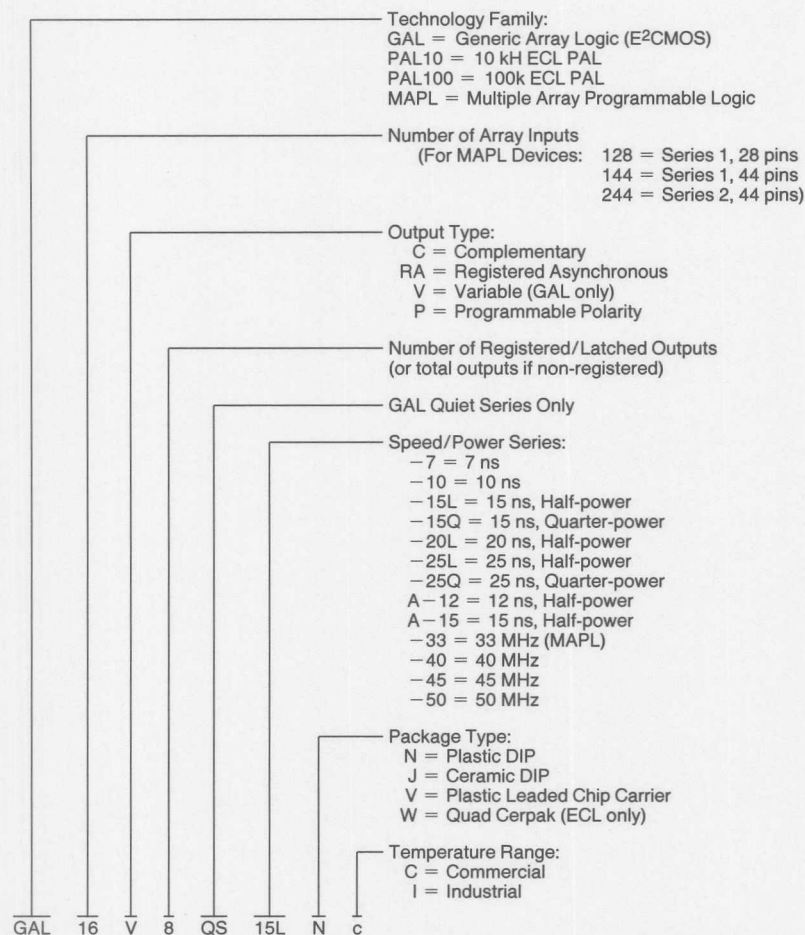 Technology Family:
GAL = Generic Array Logic (E²CMOS)
PAL10 = 10 kH ECL PAL
PAL100 = 100k ECL PAL
MAPL = Multiple Array Programmable Logic
Number of Array Inputs
(For MAPL Devices: 128 = Series 1, 28 pins
144 = Series 1, 44 pins
244 = Series 2, 44 pins)
Output Type:
C = Complementary
RA = Registered Asynchronous
V = Variable (GAL only)
P = Programmable Polarity
Number of Registered/Latched Outputs
(or total outputs if non-registered)
GAL Quiet Series Only
Speed/Power Series:
−7 = 7 ns
−10 = 10 ns
−15L = 15 ns, Half-power
−15Q = 15 ns, Quarter-power
−20L = 20 ns, Half-power
−25L = 25 ns, Half-power
−25Q = 25 ns, Quarter-power
A−12 = 12 ns, Half-power
A−15 = 15 ns, Half-power
−33 = 33 MHz (MAPL)
−40 = 40 MHz
−45 = 45 MHz
−50 = 50 MHz
Package Type:
N = Plastic DIP
J = Ceramic DIP
V = Plastic Leaded Chip Carrier
W = Quad Cerpak (ECL only)
Temperature Range:
C = Commercial
I = Industrial
GAL 16 V 8 QS 15L N c